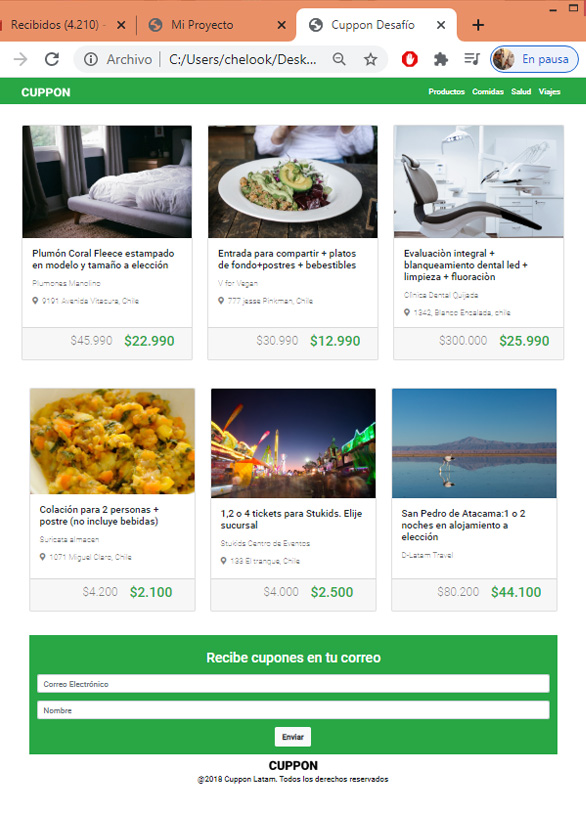 Recibidos (4.210) -
Mi Proyecto
Cuppon Desafío
Archivo
C:/Users/chelook/Desk...
En pausa
CUPPON
Productos Comidas Salud Viajes
Plumón Coral Fleece estampado
en modelo y tamaño a elección
Plumones Manolino
9191 Avenida Vitacura, Chile
$45.990 $22.990
Entrada para compartir + platos
de fondo+postres + bebestibles
V for Vegan
777 jesse Pinkman, Chile
$30.990 $12.990
Evaluaciòn integral +
blanqueamiento dental led +
limpieza + fluoraciòn
Clinica Dental Quijada
1342, Blanco Encalada, chile
$300.000 $25.990
Colación para 2 personas +
postre (no incluye bebidas)
Suricata almacen
1071 Miguel Claro, Chile
$4.200 $2.100
1,2 o 4 tickets para Stukids. Elije
sucursal
Stukids Centro de Eventos
133 El tranque, Chile
$4.000 $2.500
San Pedro de Atacama:1 o 2
noches en alojamiento a
elección
D-Latam Travel
$80.200 $44.100
Recibe cupones en tu correo
Correo Electrónico
Nombre
Enviar
CUPPON
@2018 Cuppon Latam. Todos los derechos reservados